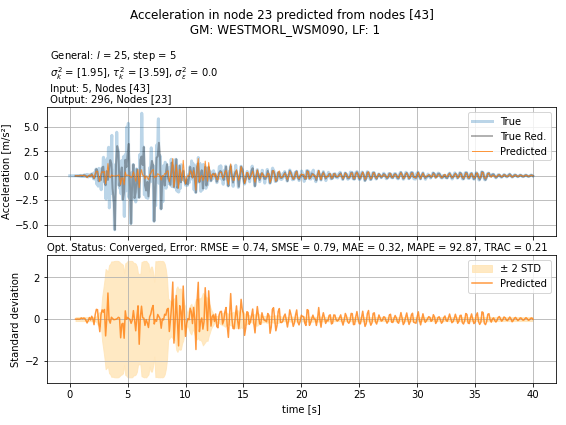 Acceleration in node 23 predicted from nodes [43]
GM: WESTMORL_WSM090, LF: 1
General: l = 25, step = 5
σ²ₖ = [1.95], τ²ₖ = [3.59], σ²ε = 0.0
Input: 5, Nodes [43]
Output: 296, Nodes [23]
Acceleration [m/s²]
5.0
2.5
0.0
−2.5
−5.0
True
True Red.
Predicted
Opt. Status: Converged, Error: RMSE = 0.74, SMSE = 0.79, MAE = 0.32, MAPE = 92.87, TRAC = 0.21
Standard deviation
2
0
−2
± 2 STD
Predicted
0 5 10 15 20 25 30 35 40
time [s]